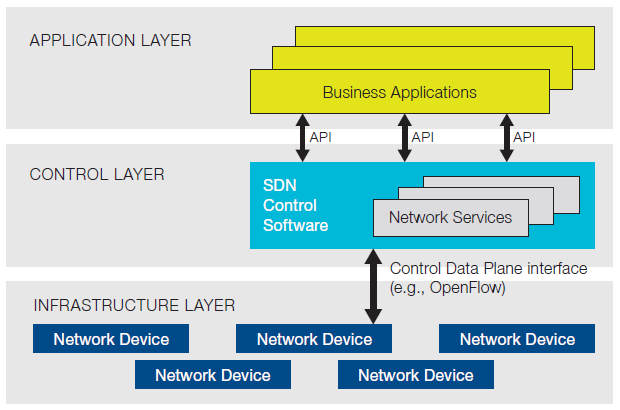 APPLICATION LAYER
Business Applications
API
API
API
CONTROL LAYER
SDN
Control
Software
Network Services
Control Data Plane interface
(e.g., OpenFlow)
INFRASTRUCTURE LAYER
Network Device
Network Device
Network Device
Network Device
Network Device